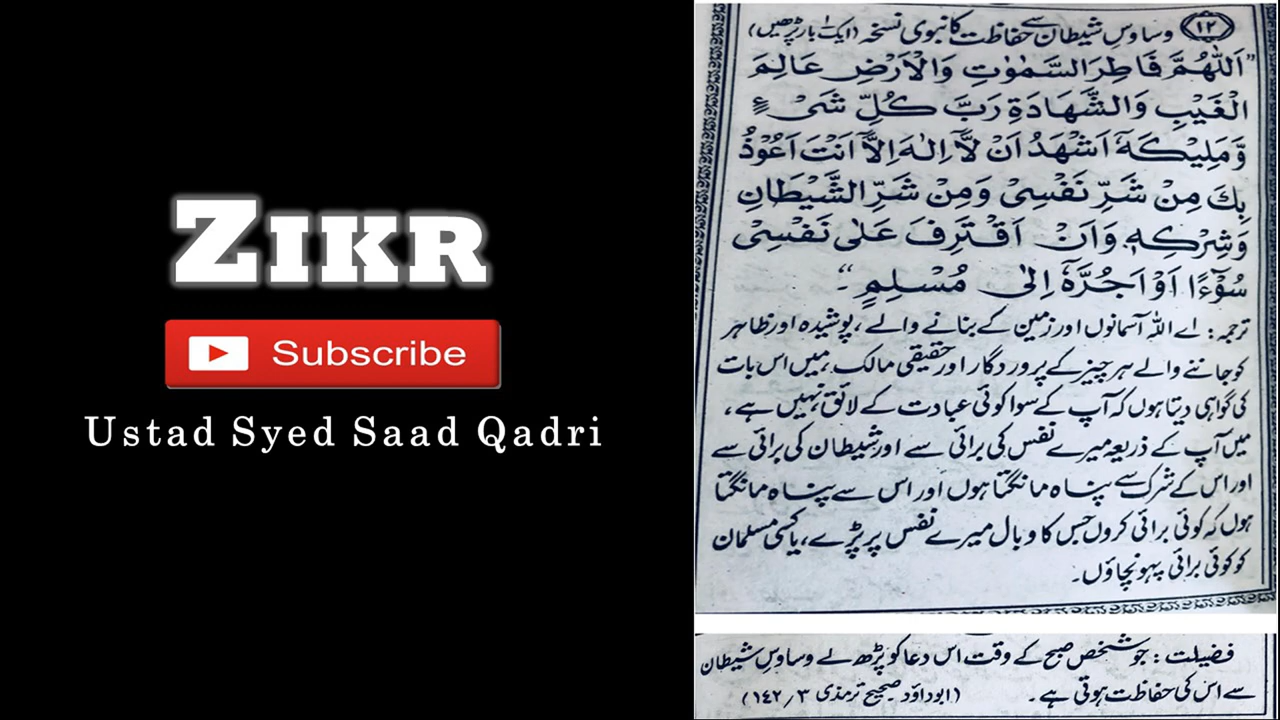 ZIKR
Subscribe
Ustad Syed Saad Qadri
۱۲ وساوسِ شیطان سے حفاظت کا نبوی نسخہ (ایک بار پڑھیں)
”اَللّٰهُمَّ فَاطِرَ السَّمٰوٰتِ وَالْاَرْضِ عَالِمَ
الْغَيْبِ وَالشَّهَادَةِ رَبَّ كُلِّ شَىْءٍ
وَّمَلِيْكَهٗٓ اَشْهَدُ اَنْ لَّآ اِلٰهَ اِلَّآ اَنْتَ اَعُوْذُ
بِكَ مِنْ شَرِّ نَفْسِىْ وَمِنْ شَرِّ الشَّيْطَانِ
وَشِرْكِهٖ وَاَنْ اَقْتَرِفَ عَلٰى نَفْسِىْ
سُوْٓءًا اَوْ اَجُرَّهٗٓ اِلٰى مُسْلِمٍ“۔
ترجمہ: اے اللہ آسمانوں اور زمین کے بنانے والے، پوشیدہ اور ظاہر
کو جاننے والے ہر چیز کے پروردگار اور حقیقی مالک، میں اس بات
کی گواہی دیتا ہوں کہ آپ کے سوا کوئی عبادت کے لائق نہیں ہے،
میں آپ کے ذریعہ میرے نفس کی برائی سے اور شیطان کی برائی سے
اور اس کے شرک سے پناہ مانگتا ہوں اور اس سے پناہ مانگتا
ہوں کہ کوئی برائی کروں جس کا وبال میرے نفس پر پڑے، یا کسی مسلمان
کو کوئی برائی پہونچاؤں۔
فضیلت: جو شخص صبح کے وقت اس دعا کو پڑھ لے وساوسِ شیطان
سے اس کی حفاظت ہوتی ہے۔ (ابوداؤد صحیح ترمذی ۳/۱۴۲)